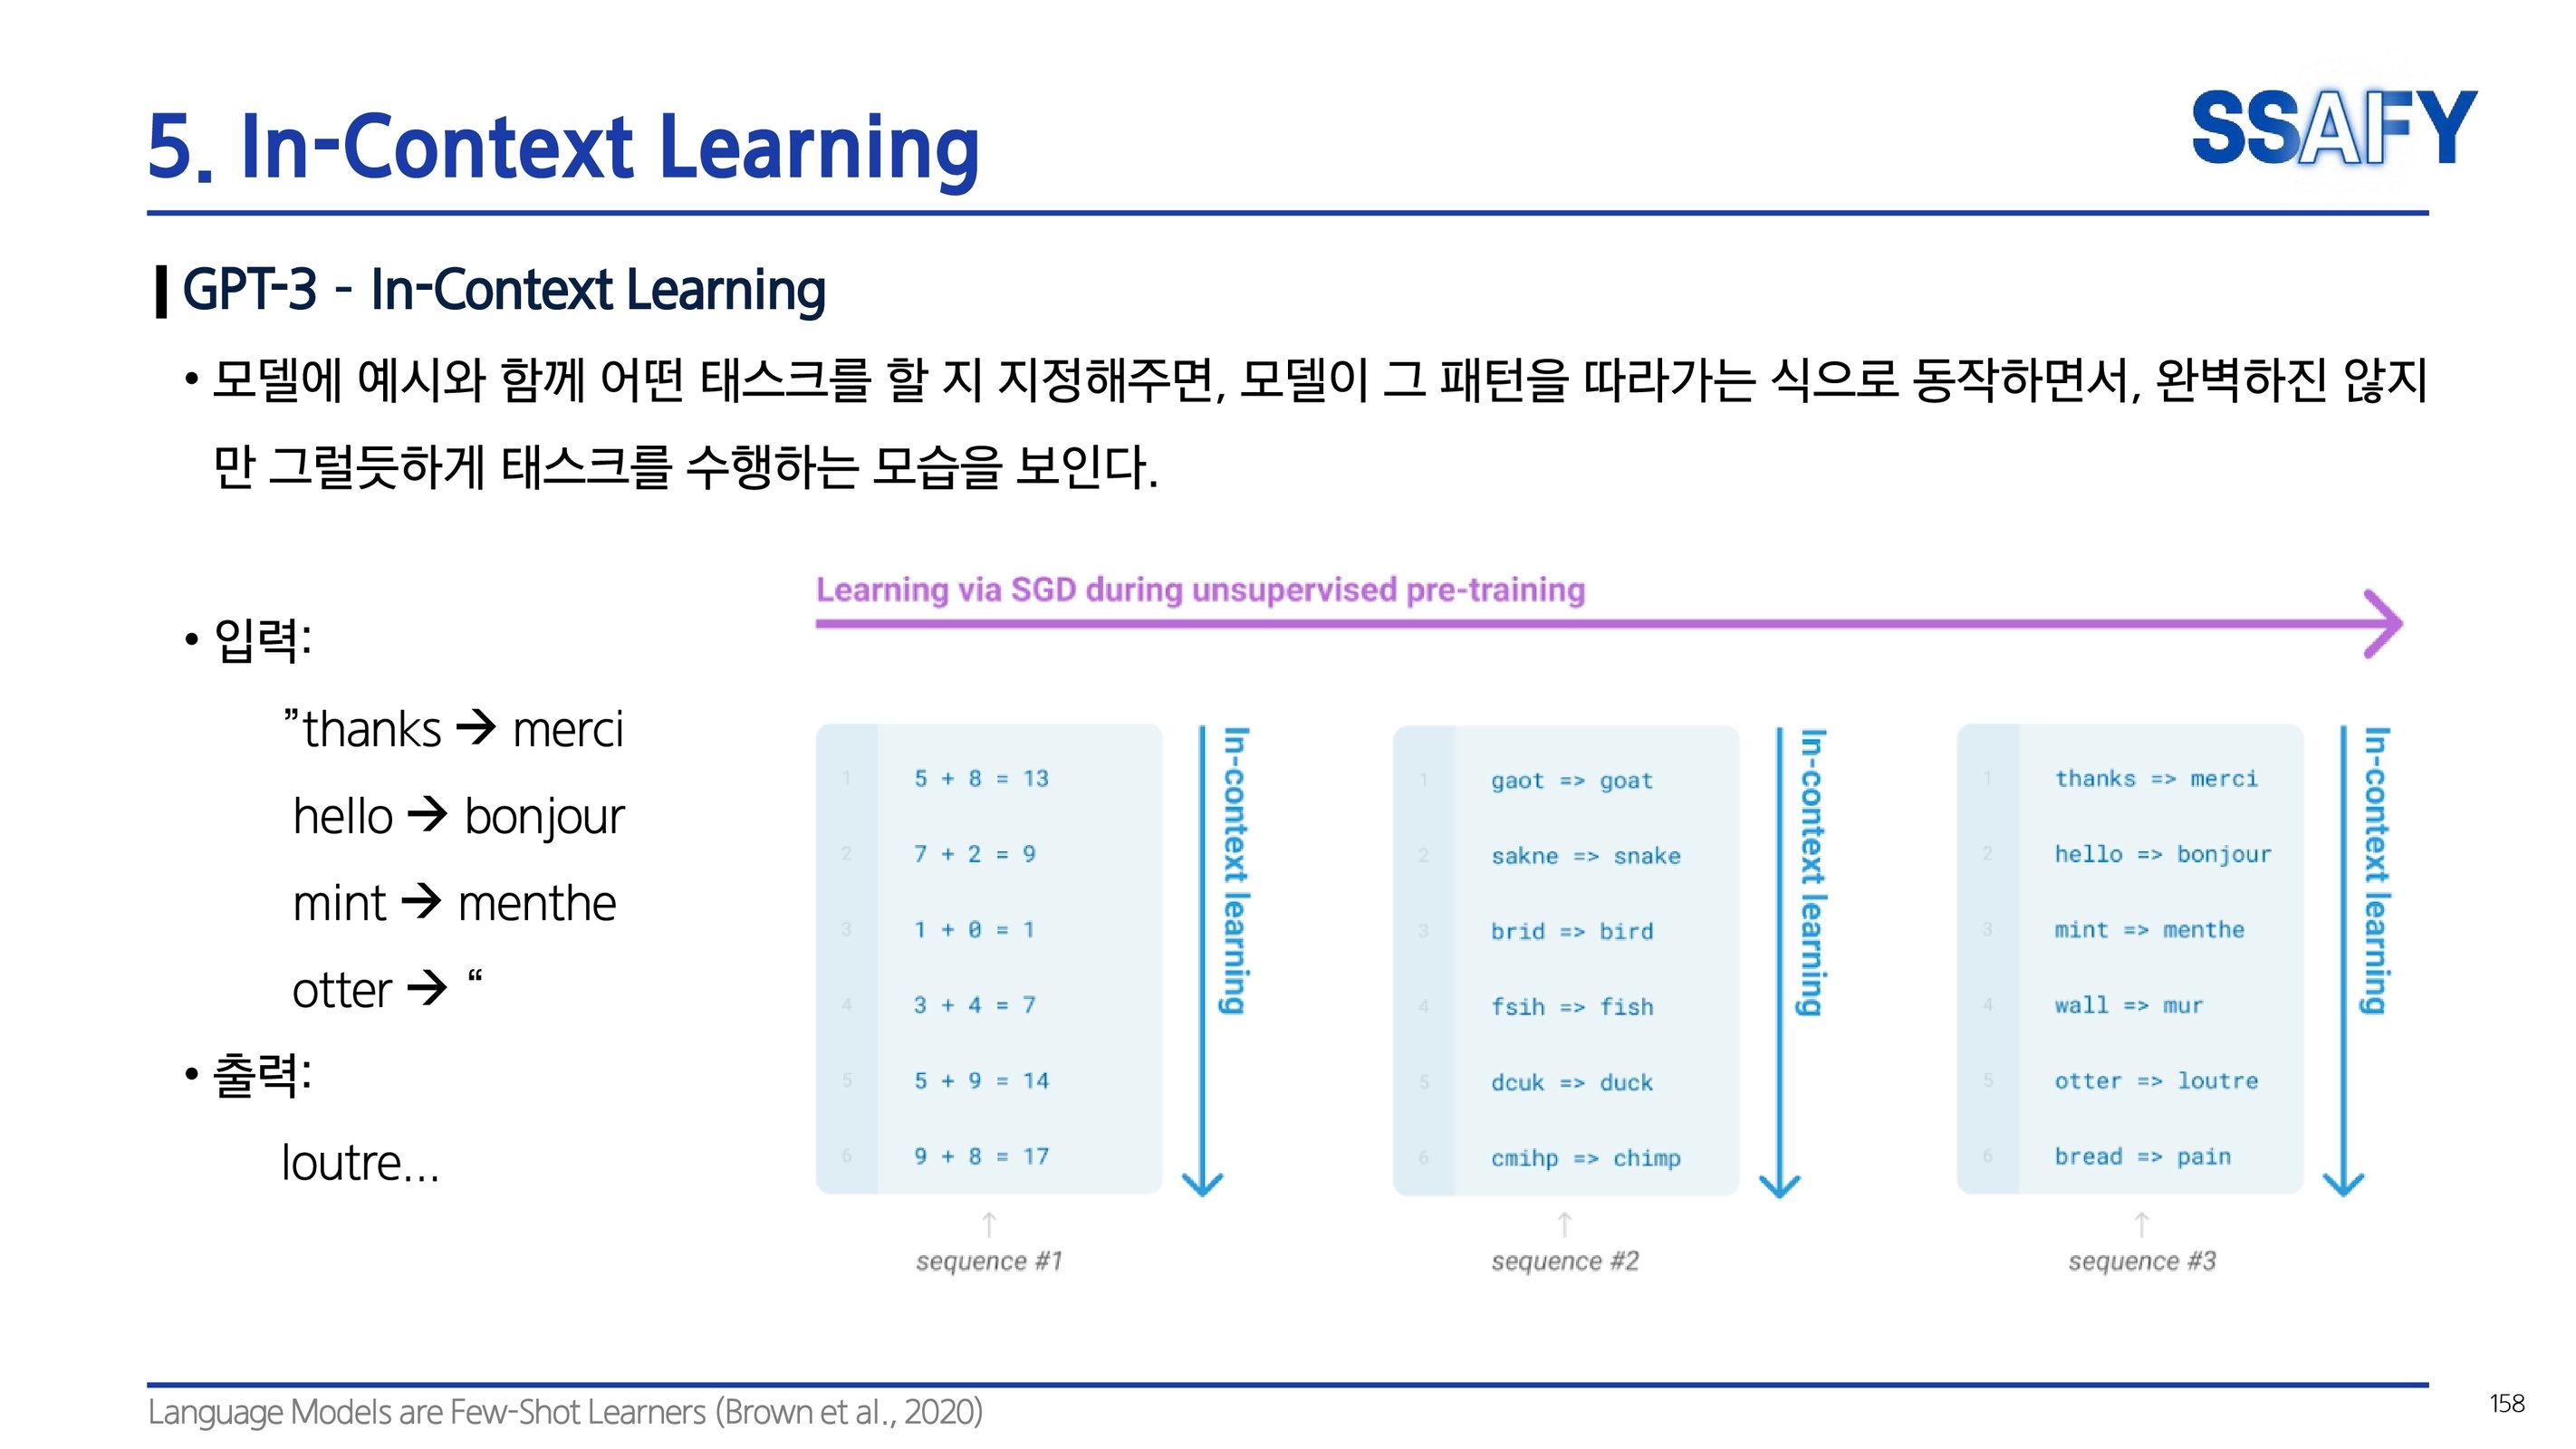 5. In-Context Learning
SSAFY
GPT-3 - In-Context Learning
• 모델에 예시와 함께 어떤 태스크를 할 지 지정해주면, 모델이 그 패턴을 따라가는 식으로 동작하면서, 완벽하진 않지
만 그럴듯하게 태스크를 수행하는 모습을 보인다.
• 입력:
”thanks → merci
hello → bonjour
mint → menthe
otter → “
• 출력:
loutre...
Learning via SGD during unsupervised pre-training
1 5 + 8 = 13
2 7 + 2 = 9
3 1 + 0 = 1
4 3 + 4 = 7
5 5 + 9 = 14
6 9 + 8 = 17
In-context learning
↑
sequence #1
1 gaot => goat
2 sakne => snake
3 brid => bird
4 fsih => fish
5 dcuk => duck
6 cmihp => chimp
In-context learning
↑
sequence #2
1 thanks => merci
2 hello => bonjour
3 mint => menthe
4 wall => mur
5 otter => loutre
6 bread => pain
In-context learning
↑
sequence #3
Language Models are Few-Shot Learners (Brown et al., 2020)
158